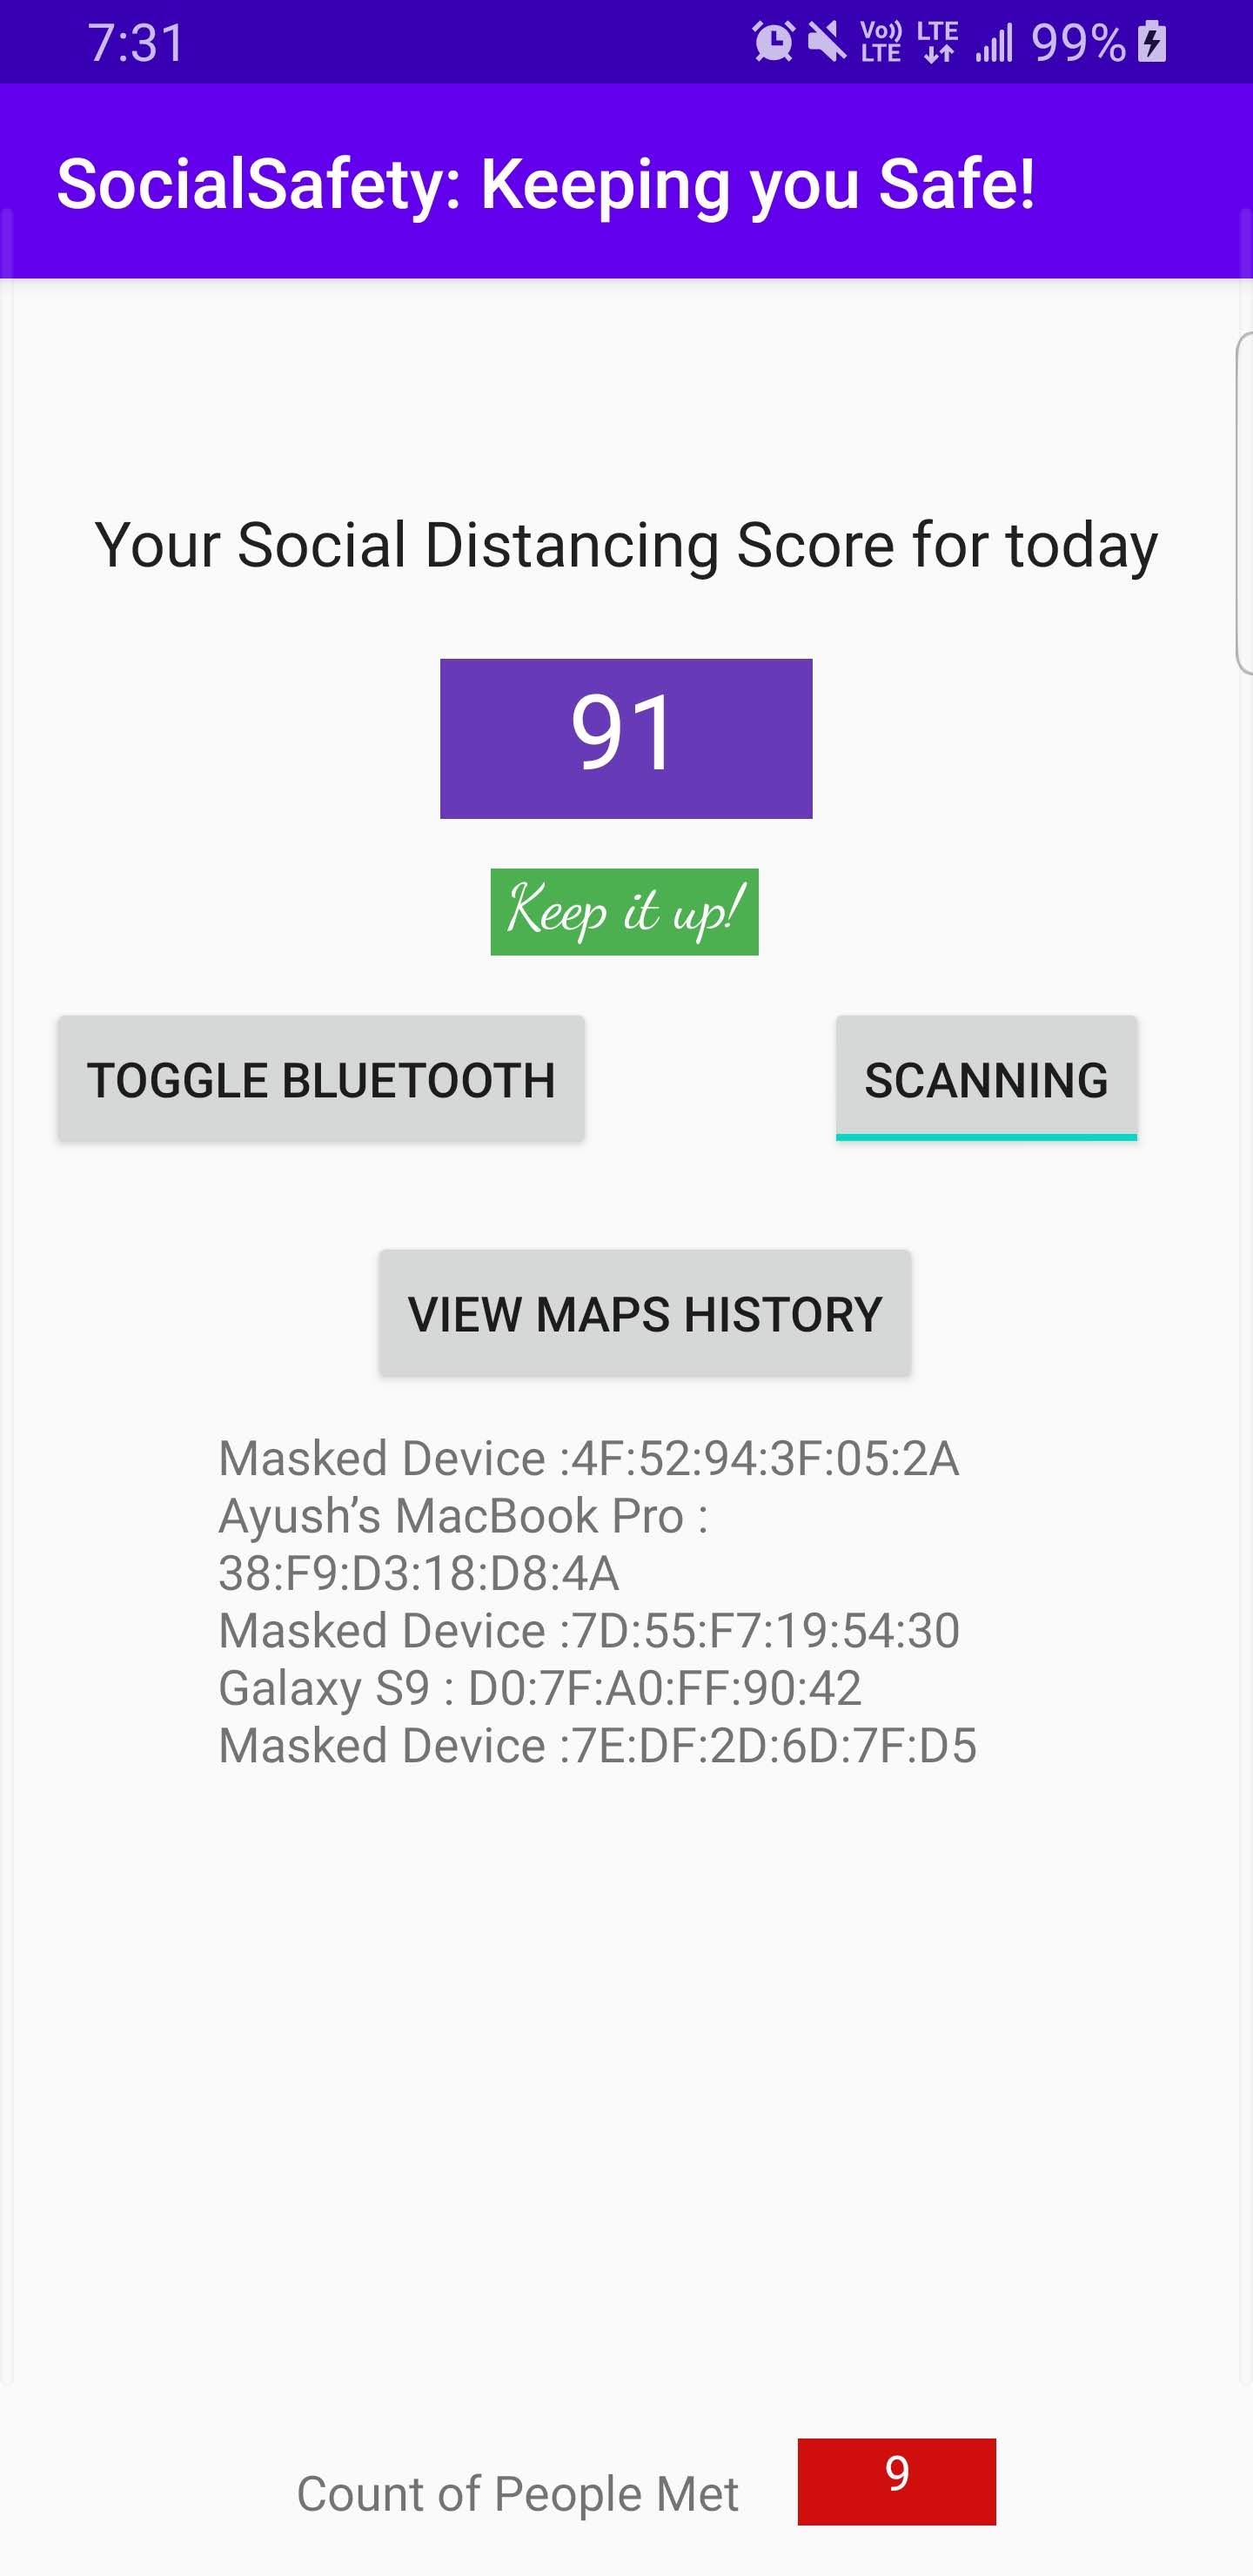 7:31 Vo)) LTE LTE 99%
SocialSafety: Keeping you Safe!
Your Social Distancing Score for today
91
Keep it up!
TOGGLE BLUETOOTH SCANNING
VIEW MAPS HISTORY
Masked Device :4F:52:94:3F:05:2A
Ayush’s MacBook Pro :
38:F9:D3:18:D8:4A
Masked Device :7D:55:F7:19:54:30
Galaxy S9 : D0:7F:A0:FF:90:42
Masked Device :7E:DF:2D:6D:7F:D5
Count of People Met 9